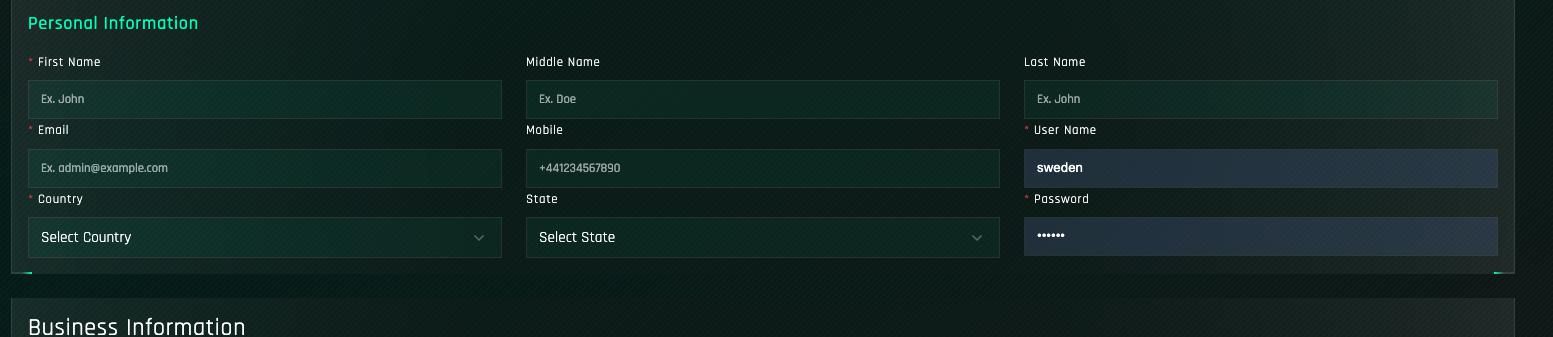 Personal Information
* First Name
Middle Name
Last Name
Ex. John
Ex. Doe
Ex. John
* Email
Mobile
* User Name
Ex. admin@example.com
+441234567890
sweden
* Country
State
* Password
Select Country
Select State
••••••
Business Information